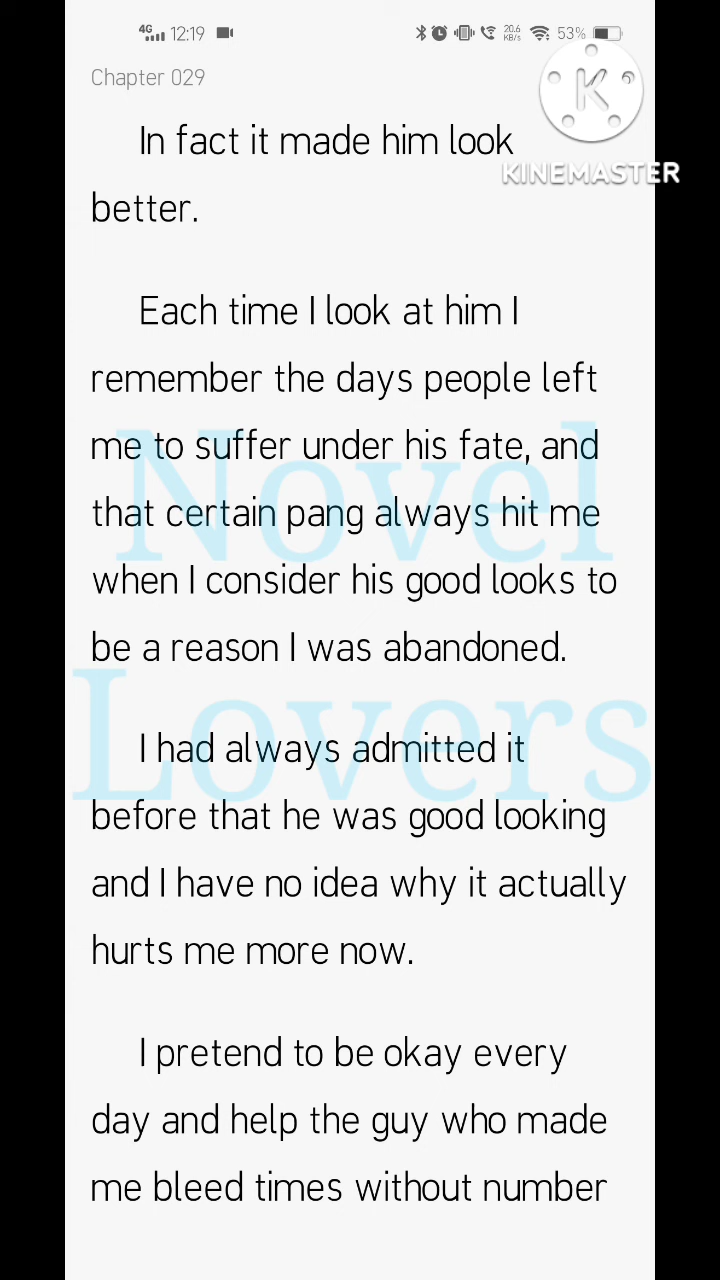 4G 12:19 20.6 KB/s 53%
Chapter 029
K
KINEMASTER
In fact it made him look
better.
Each time I look at him I
remember the days people left
me to suffer under his fate, and
that certain pang always hit me
when I consider his good looks to
be a reason I was abandoned.
I had always admitted it
before that he was good looking
and I have no idea why it actually
hurts me more now.
I pretend to be okay every
day and help the guy who made
me bleed times without number
Novel
Lovers